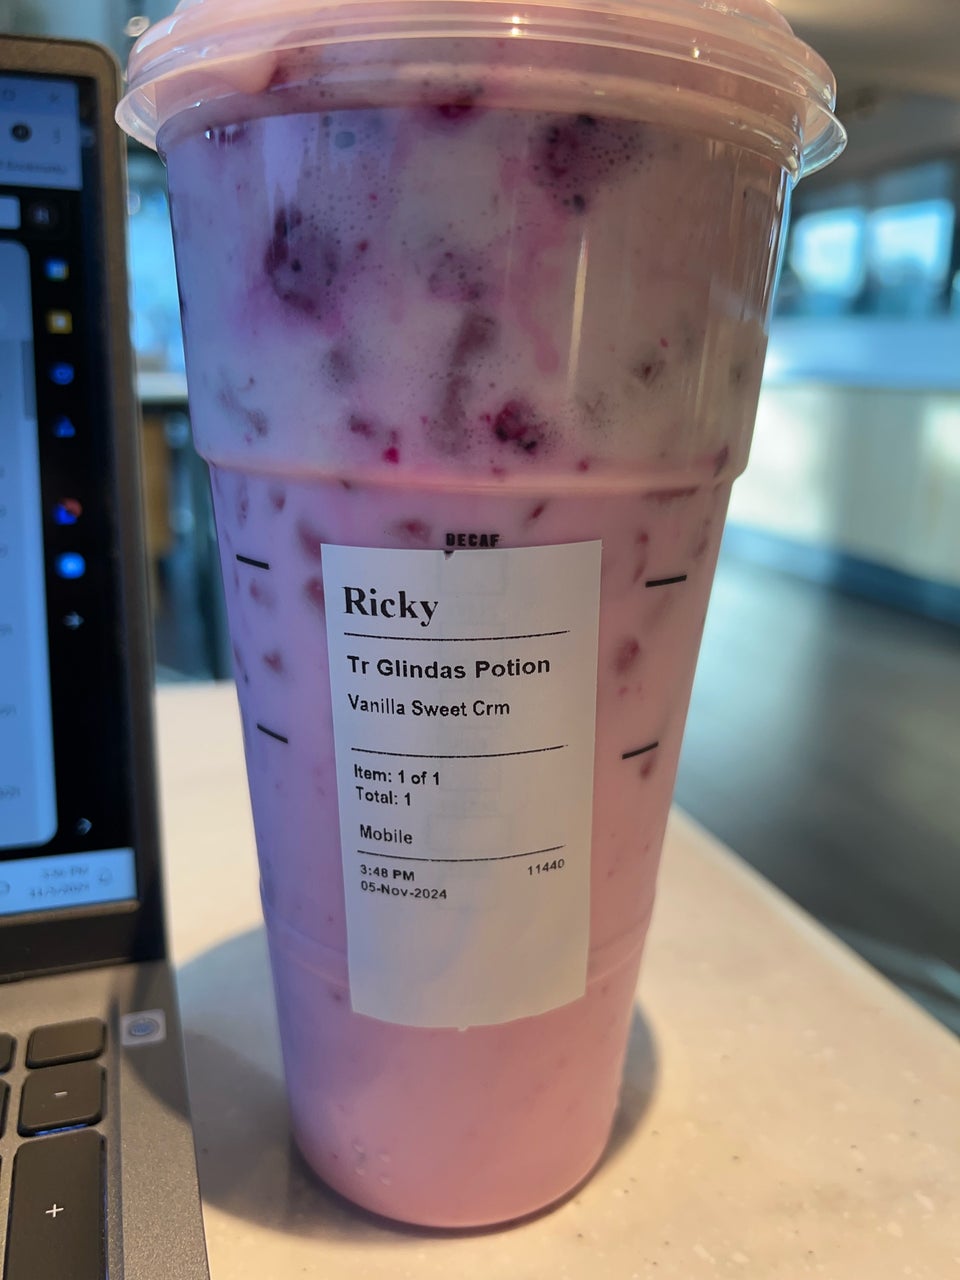 DECAF
Ricky
Tr Glindas Potion
Vanilla Sweet Crm
Item: 1 of 1
Total: 1
Mobile
3:48 PM 11440
05-Nov-2024
-
+